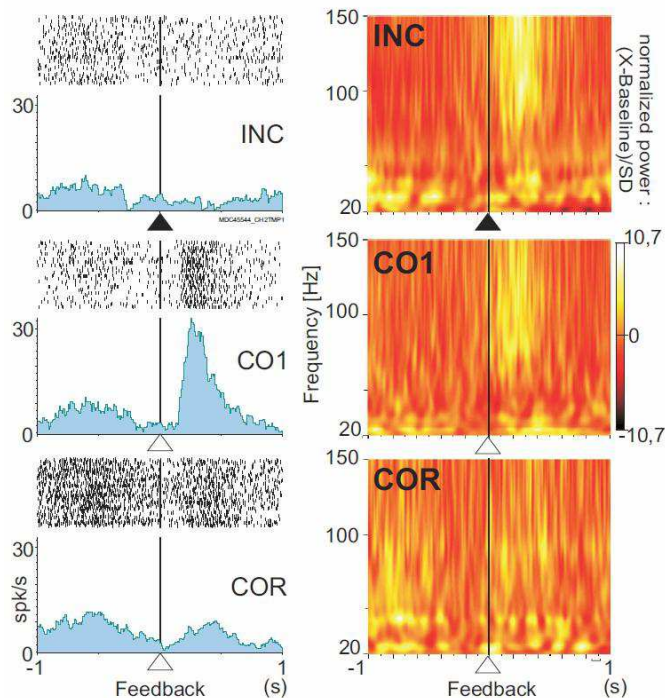 30
INC
0
MDC45544_CH27MP1
30
CO1
0
30
spk/s
COR
0
-1
Feedback
(s)
1
150
INC
100
20
normalized power :
(X-Baseline)/SD
150
CO1
100
Frequency [Hz]
20
10,7
0
-10,7
150
COR
100
20
-1
Feedback
(s)
1